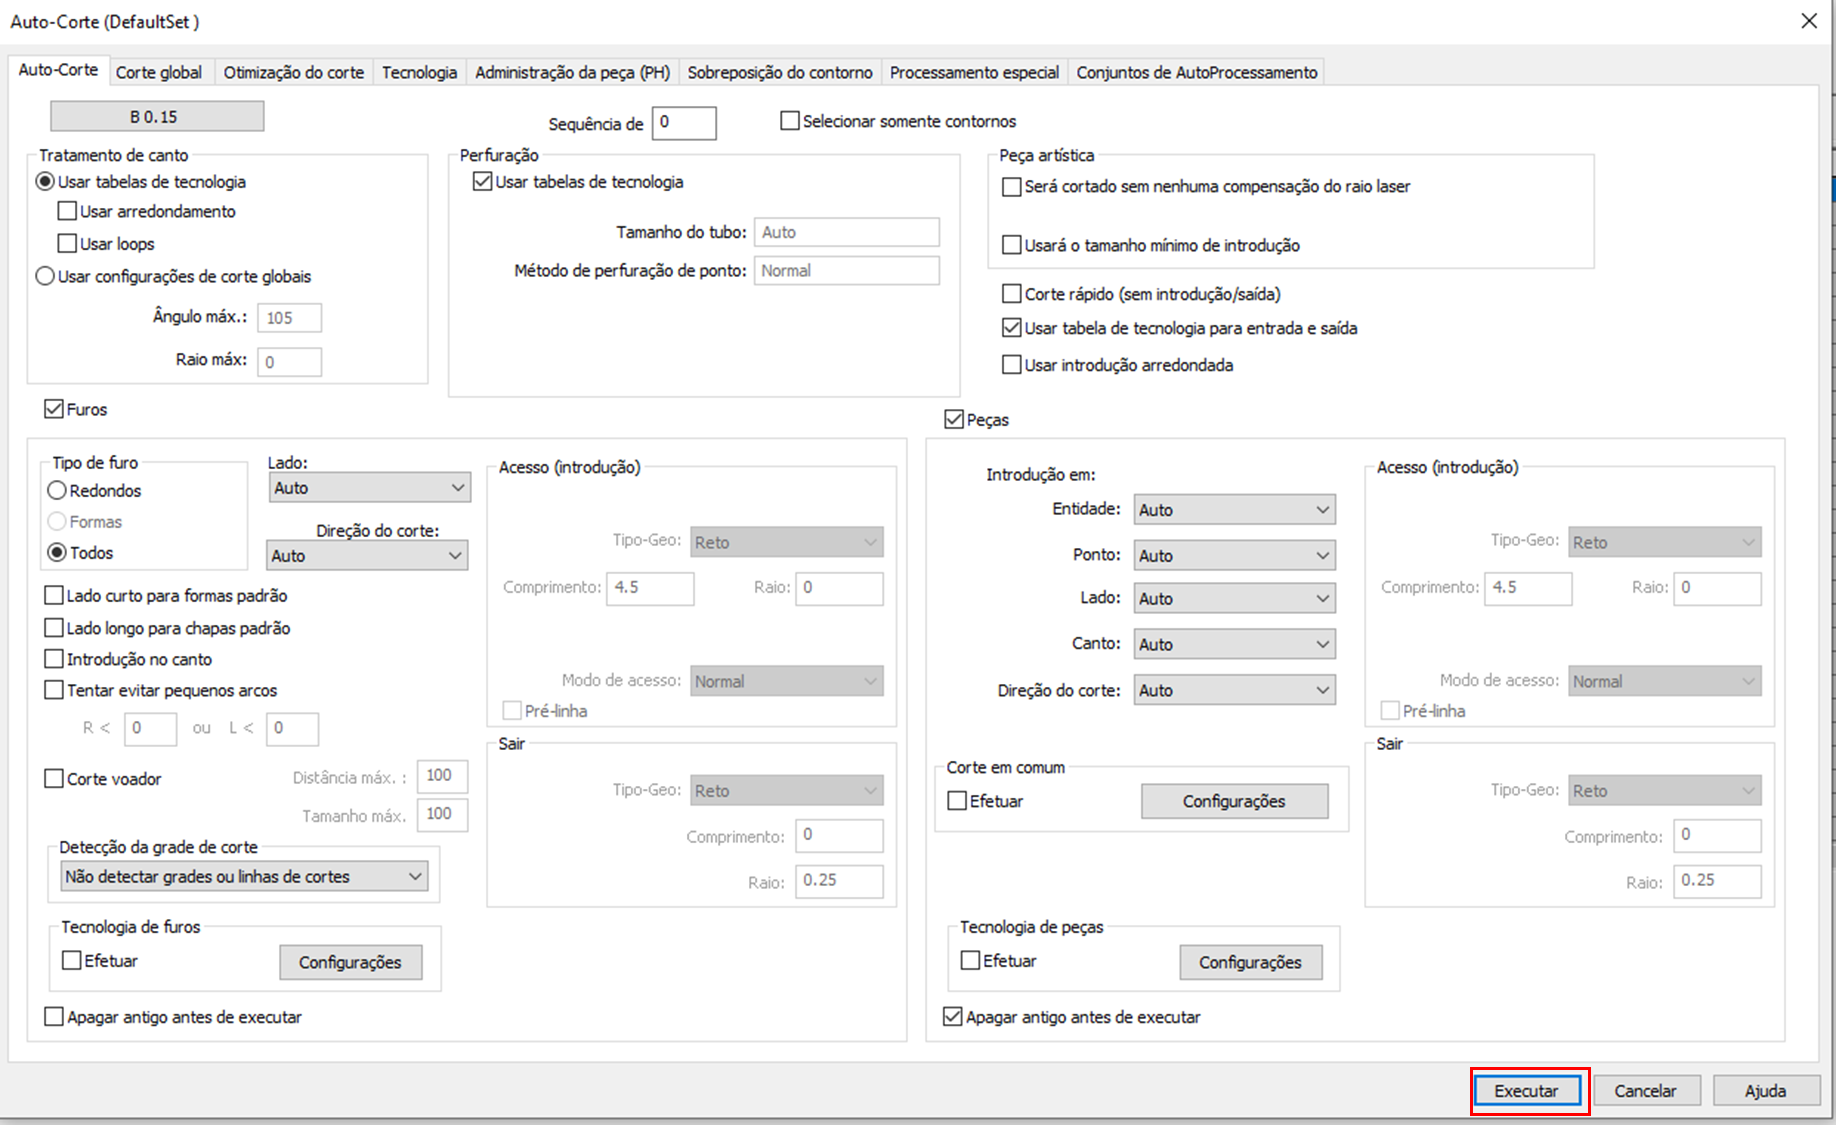 Auto-Corte (DefaultSet )
Auto-Corte
Corte global
Otimização do corte
Tecnologia
Administração da peça (PH)
Sobreposição do contorno
Processamento especial
Conjuntos de AutoProcessamento
B 0.15
Sequência de
0
Selecionar somente contornos
Tratamento de canto
Usar tabelas de tecnologia
Usar arredondamento
Usar loops
Usar configurações de corte globais
Ângulo máx.:
105
Raio máx:
0
Perfuração
Usar tabelas de tecnologia
Tamanho do tubo:
Auto
Método de perfuração de ponto:
Normal
Peça artística
Será cortado sem nenhuma compensação do raio laser
Usará o tamanho mínimo de introdução
Corte rápido (sem introdução/saída)
Usar tabela de tecnologia para entrada e saída
Usar introdução arredondada
Furos
Tipo de furo
Redondos
Formas
Todos
Lado:
Auto
Direção do corte:
Auto
Lado curto para formas padrão
Lado longo para chapas padrão
Introdução no canto
Tentar evitar pequenos arcos
R <
0
ou
L <
0
Corte voador
Distância máx. :
100
Tamanho máx.
100
Detecção da grade de corte
Não detectar grades ou linhas de cortes
Tecnologia de furos
Efetuar
Configurações
Apagar antigo antes de executar
Acesso (introdução)
Tipo-Geo:
Reto
Comprimento:
4.5
Raio:
0
Modo de acesso:
Normal
Pré-linha
Sair
Tipo-Geo:
Reto
Comprimento:
0
Raio:
0.25
Peças
Introdução em:
Entidade:
Auto
Ponto:
Auto
Lado:
Auto
Canto:
Auto
Direção do corte:
Auto
Corte em comum
Efetuar
Configurações
Tecnologia de peças
Efetuar
Configurações
Apagar antigo antes de executar
Acesso (introdução)
Tipo-Geo:
Reto
Comprimento:
4.5
Raio:
0
Modo de acesso:
Normal
Pré-linha
Sair
Tipo-Geo:
Reto
Comprimento:
0
Raio:
0.25
Executar
Cancelar
Ajuda